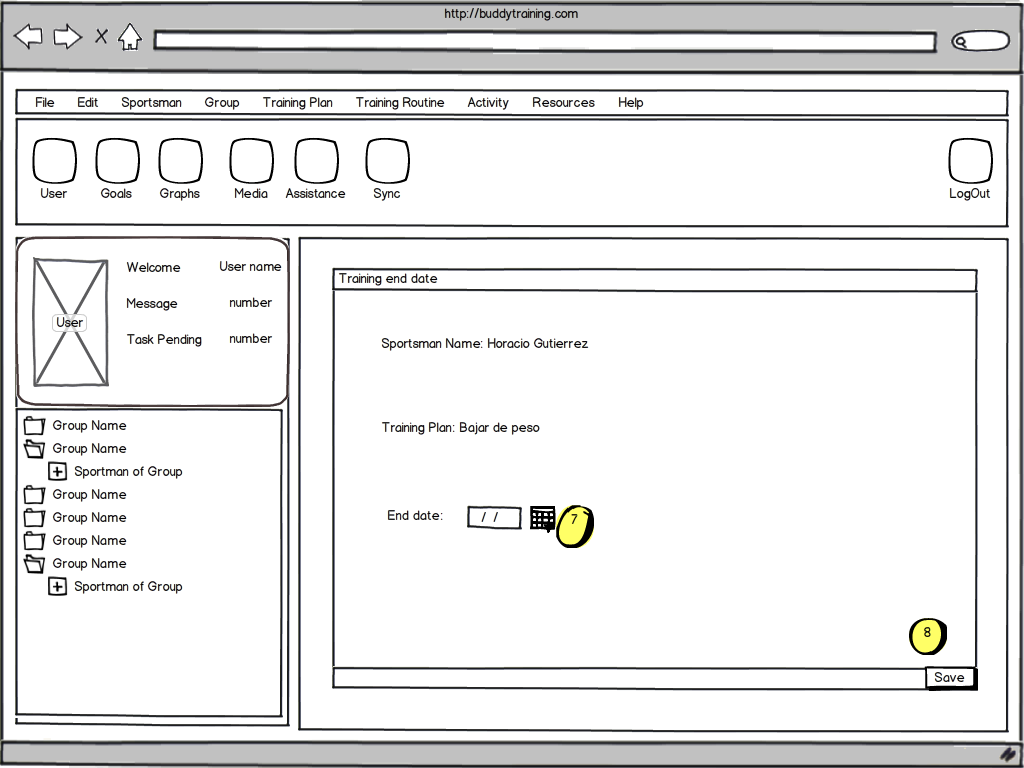 http://buddytraining.com
File Edit Sportsman Group Training Plan Training Routine Activity Resources Help
User Goals Graphs Media Assistance Sync LogOut
Welcome User name
Message number
User
Task Pending number
Group Name
Group Name
Sportman of Group
Group Name
Group Name
Group Name
Group Name
Sportman of Group
Training end date
Sportsman Name: Horacio Gutierrez
Training Plan: Bajar de peso
End date: / / 7
8
Save